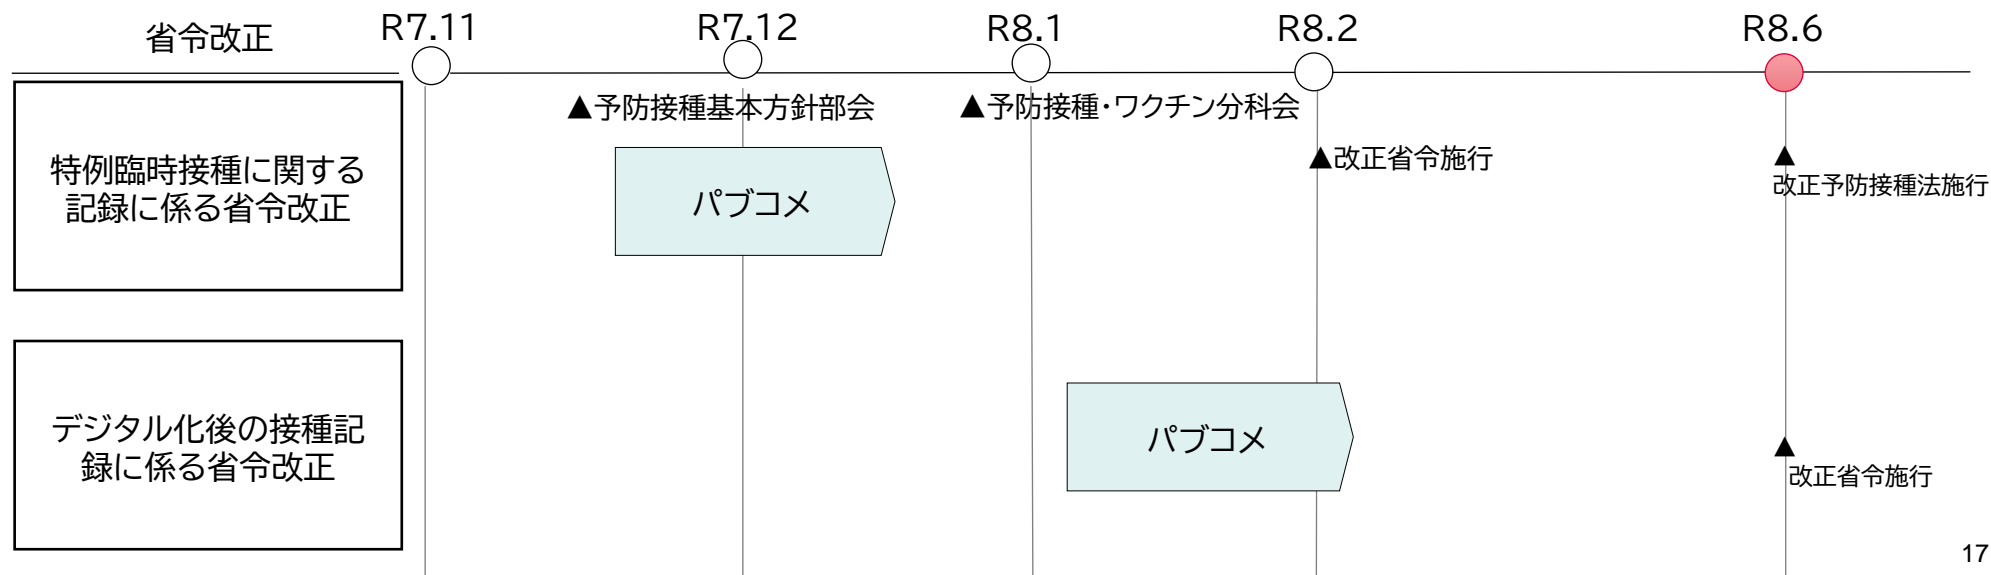 省令改正
R7.11
R7.12
R8.1
R8.2
R8.6
▲予防接種基本方針部会
▲予防接種・ワクチン分科会
特例臨時接種に関する
記録に係る省令改正
パブコメ
▲改正省令施行
▲
改正予防接種法施行
デジタル化後の接種記
録に係る省令改正
パブコメ
▲
改正省令施行
17